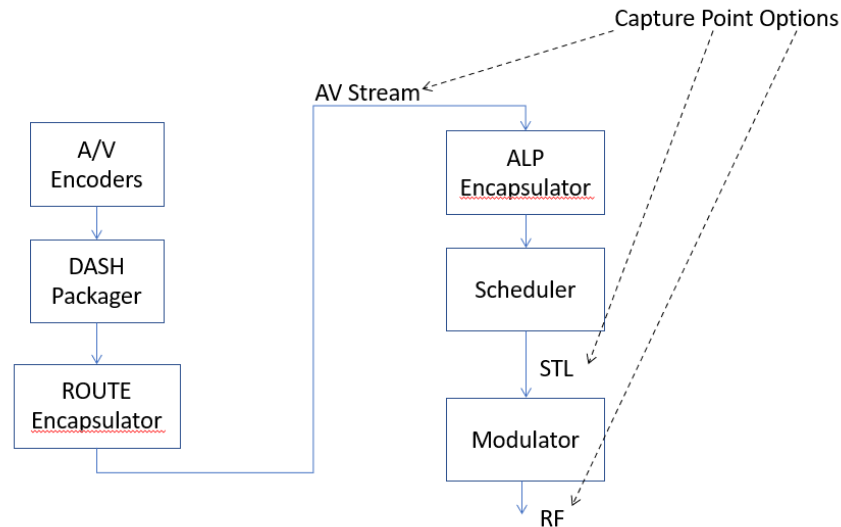 Capture Point Options
AV Stream
A/V
Encoders
DASH
Packager
ROUTE
Encapsulator
ALP
Encapsulator
Scheduler
STL
Modulator
RF